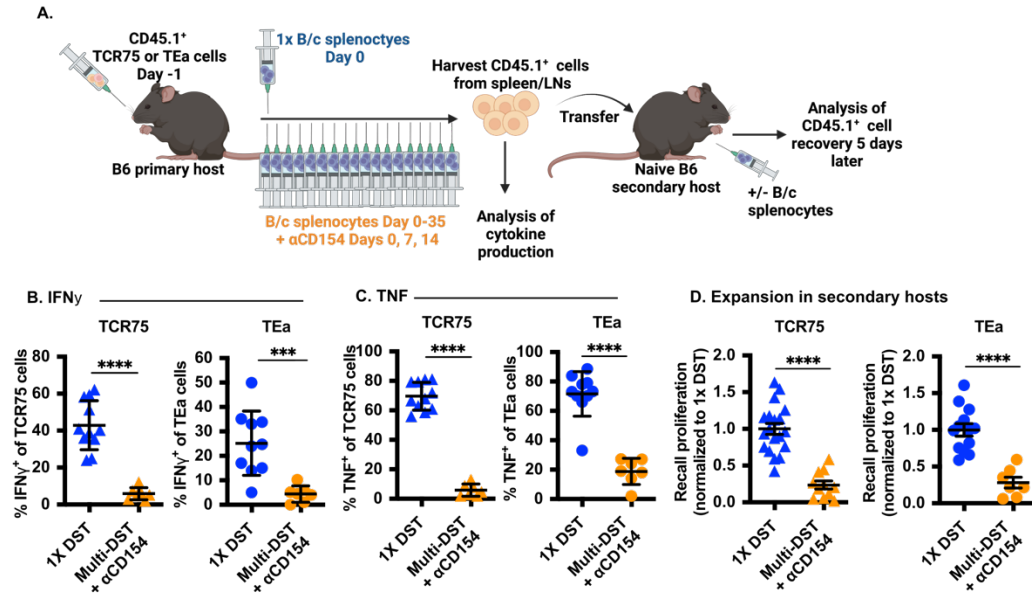 A.
CD45.1⁺
TCR75 or TEa cells
Day -1
1x B/c splenoctyes
Day 0
B6 primary host
B/c splenocytes Day 0-35
+ αCD154 Days 0, 7, 14
Harvest CD45.1⁺ cells
from spleen/LNs
Transfer
Analysis of
cytokine
production
Naive B6
secondary host
+/- B/c
splenocytes
Analysis of
CD45.1⁺ cell
recovery 5 days
later
B. IFNγ
TCR75
% IFNγ⁺ of TCR75 cells
80
60
40
20
0
****
1X DST
Multi-DST
+ αCD154
TEa
% IFNγ⁺ of TEa cells
60
50
40
30
20
10
0
***
1X DST
Multi-DST
+ αCD154
C. TNF
TCR75
% TNF⁺ of TCR75 cells
100
80
60
40
20
0
****
1X DST
Multi-DST
+ αCD154
TEa
% TNF⁺ of TEa cells
100
80
60
40
20
0
****
1X DST
Multi-DST
+ αCD154
D. Expansion in secondary hosts
TCR75
Recall proliferation
(normalized to 1x DST)
2.0
1.5
1.0
0.5
0.0
****
1X DST
Multi-DST
+ αCD154
TEa
Recall proliferation
(normalized to 1x DST)
2.0
1.5
1.0
0.5
0.0
****
1X DST
Multi-DST
+ αCD154